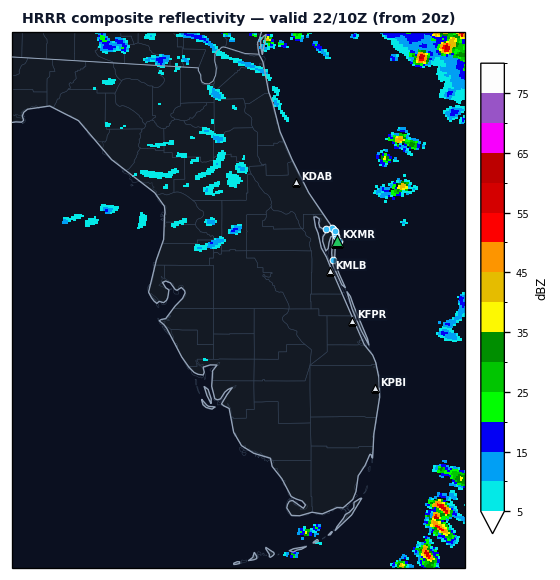 HRRR composite reflectivity — valid 22/10Z (from 20z)
KDAB
KXMR
KMLB
KFPR
KPBI
75
65
55
45
35
25
15
5
dBZ